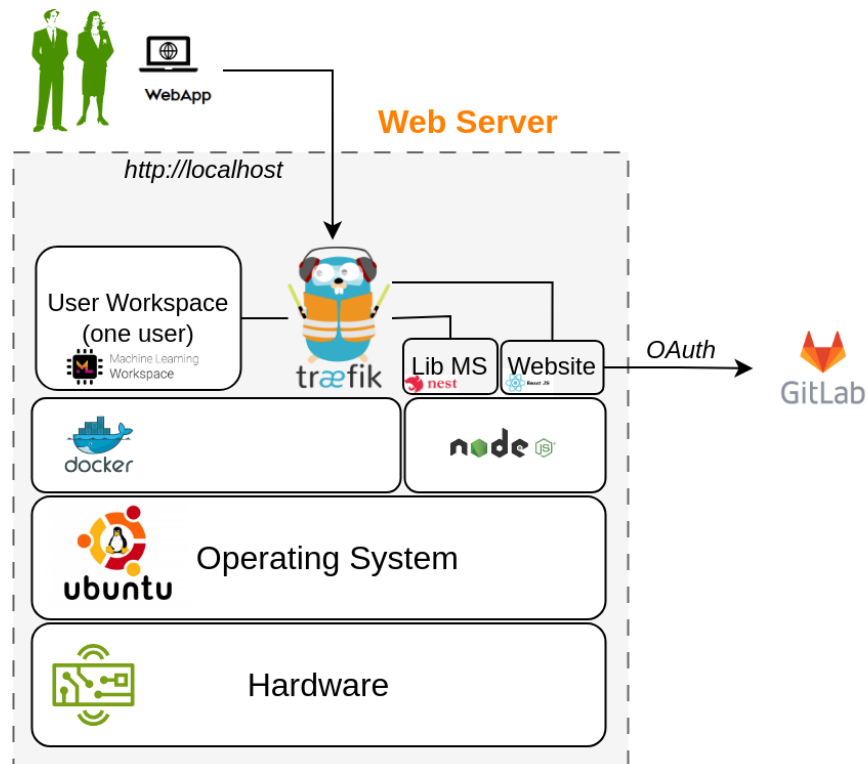 WebApp
Web Server
http://localhost
User Workspace
(one user)
ML
Machine Learning
Workspace
træfik
Lib MS
nest
Website
React JS
OAuth
GitLab
docker
node
JS
ubuntu
Operating System
Hardware